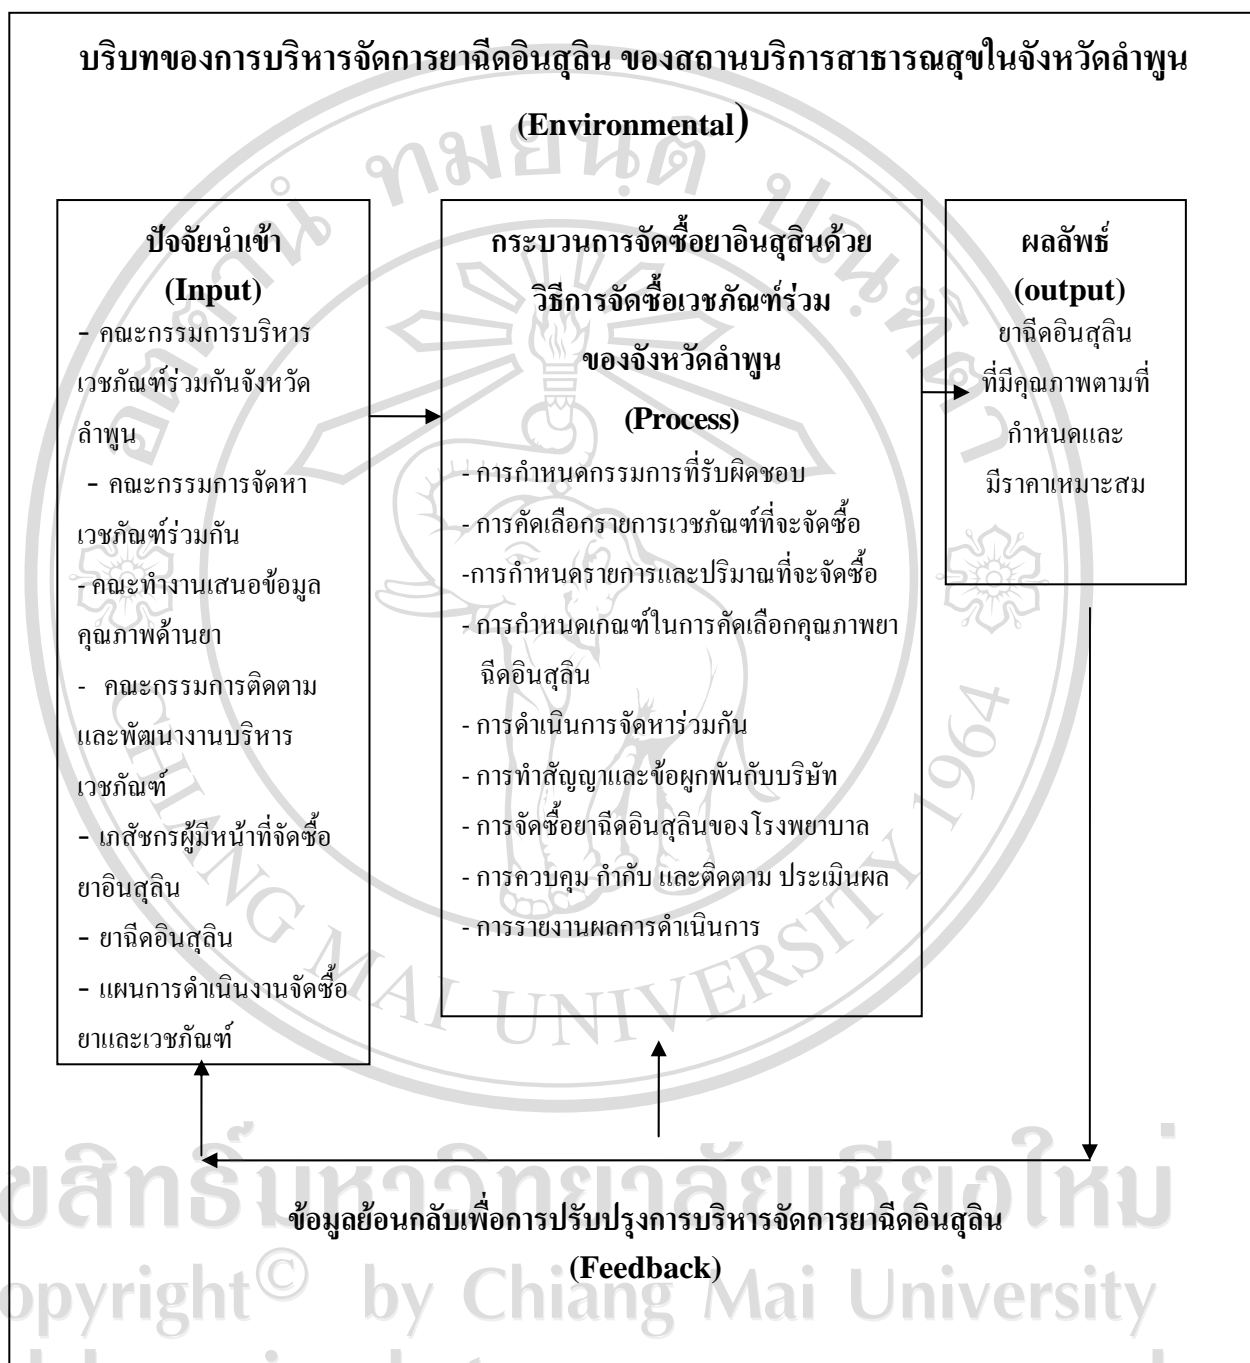 บริบทของการบริหารจัดการยาฉีดอินสุลิน ของสถานบริการสาธารณสุขในจังหวัดลำพูน
(Environmental)
ปัจจัยนำเข้า
(Input)
- คณะกรรมการบริหาร
เวชภัณฑ์ร่วมกันจังหวัด
ลำพูน
- คณะกรรมการจัดหา
เวชภัณฑ์ร่วมกัน
- คณะทำงานเสนอข้อมูล
คุณภาพด้านยา
- คณะกรรมการติดตาม
และพัฒนางานบริหาร
เวชภัณฑ์
- เภสัชกรผู้มีหน้าที่จัดซื้อ
ยาอินสุลิน
- ยาฉีดอินสุลิน
- แผนการดำเนินงานจัดซื้อ
ยาและเวชภัณฑ์
กระบวนการจัดซื้อยาอินสุสินด้วย
วิธีการจัดซื้อเวชภัณฑ์ร่วม
ของจังหวัดลำพูน
(Process)
- การกำหนดกรรมการที่รับผิดชอบ
- การคัดเลือกรายการเวชภัณฑ์ที่จะจัดซื้อ
-การกำหนดรายการและปริมาณที่จะจัดซื้อ
- การกำหนดเกณฑ์ในการคัดเลือกคุณภาพยา
ฉีดอินสุลิน
- การดำเนินการจัดหาร่วมกัน
- การทำสัญญาและข้อผูกพันกับบริษัท
- การจัดซื้อยาฉีดอินสุลินของโรงพยาบาล
- การควบคุม กำกับ และติดตาม ประเมินผล
- การรายงานผลการดำเนินการ
ผลลัพธ์
(output)
ยาฉีดอินสุลิน
ที่มีคุณภาพตามที่
กำหนดและ
มีราคาเหมาะสม
ข้อมูลย้อนกลับเพื่อการปรับปรุงการบริหารจัดการยาฉีดอินสุลิน
(Feedback)
อตฺตานํ ทมยนฺติ ปณฺฑิตา
CHIANG MAI UNIVERSITY 1964
ขสิทธิ์มหาวิทยาลัยเชียงใหม่
opyright© by Chiang Mai University